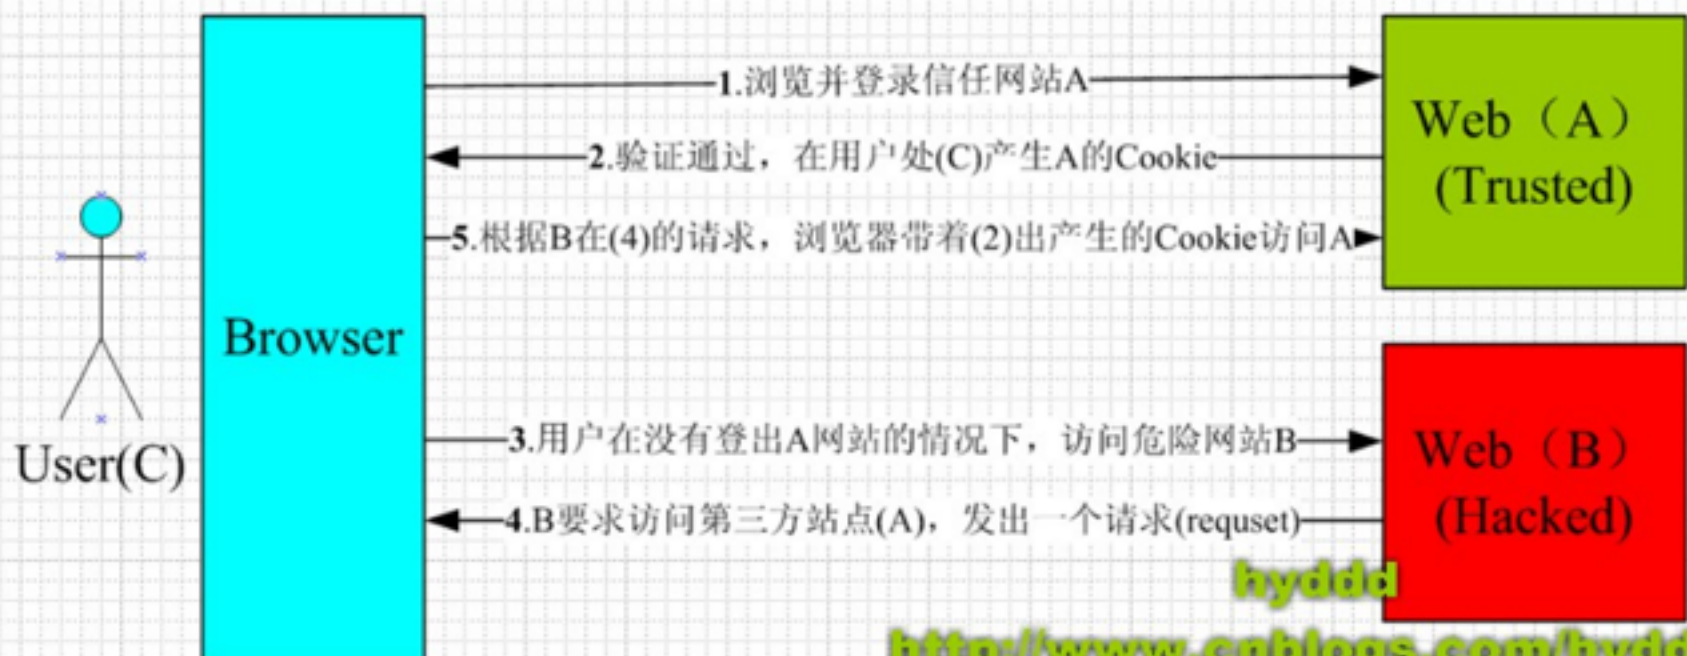 1.浏览并登录信任网站A
Web（A）
2.验证通过，在用户处(C)产生A的Cookie
(Trusted)
5.根据B在(4)的请求，浏览器带着(2)出产生的Cookie访问A
Browser
3.用户在没有登出A网站的情况下，访问危险网站B
Web（B）
User(C)
4.B要求访问第三方站点(A)，发出一个请求(requset)
(Hacked)
hyddd
http://www.cnblogs.com/hydd